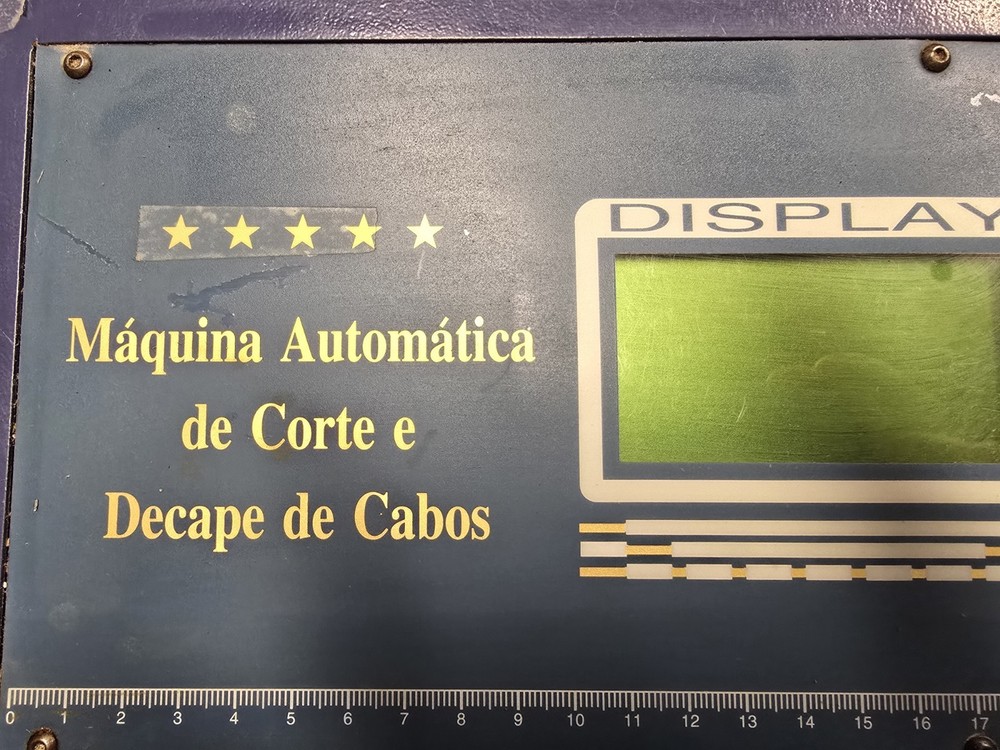 DISPLAY
Máquina Automática
de Corte e
Decape de Cabos
0 1 2 3 4 5 6 7 8 9 10 11 12 13 14 15 16 17